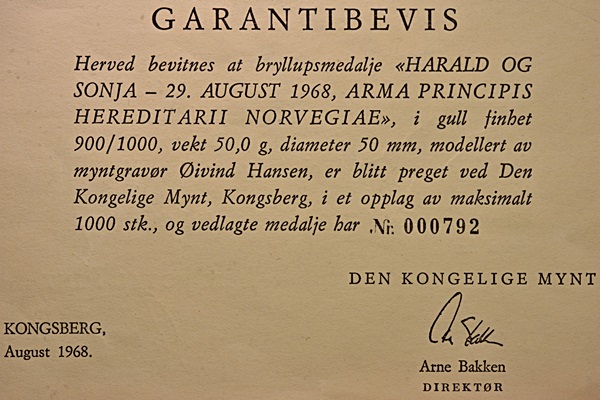 GARANTIBEVIS
Herved bevitnes at bryllupsmedalje «HARALD OG
SONJA – 29. AUGUST 1968, ARMA PRINCIPIS
HEREDITARII NORVEGIAE», i gull finhet
900/1000, vekt 50,0 g, diameter 50 mm, modellert av
myntgravør Øivind Hansen, er blitt preget ved Den
Kongelige Mynt, Kongsberg, i et opplag av maksimalt
1000 stk., og vedlagte medalje har Nr. 000792
DEN KONGELIGE MYNT
KONGSBERG,
August 1968.
Arne Bakken
DIREKTØR